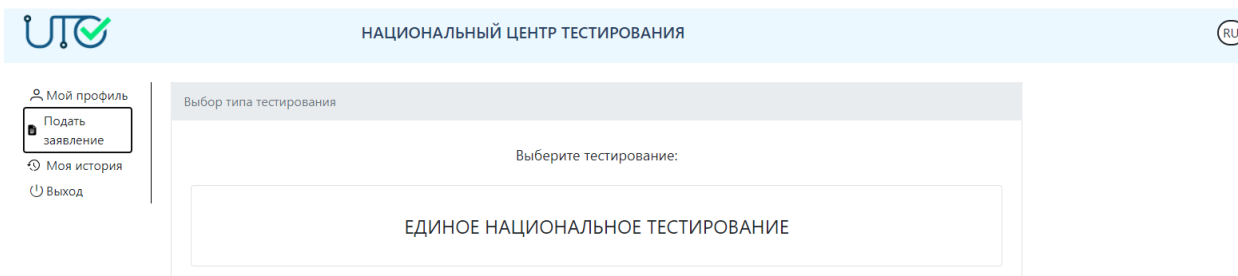 UTO
НАЦИОНАЛЬНЫЙ ЦЕНТР ТЕСТИРОВАНИЯ
RU
Мой профиль
Подать
заявление
Моя история
Выход
Выбор типа тестирования
Выберите тестирование:
ЕДИНОЕ НАЦИОНАЛЬНОЕ ТЕСТИРОВАНИЕ